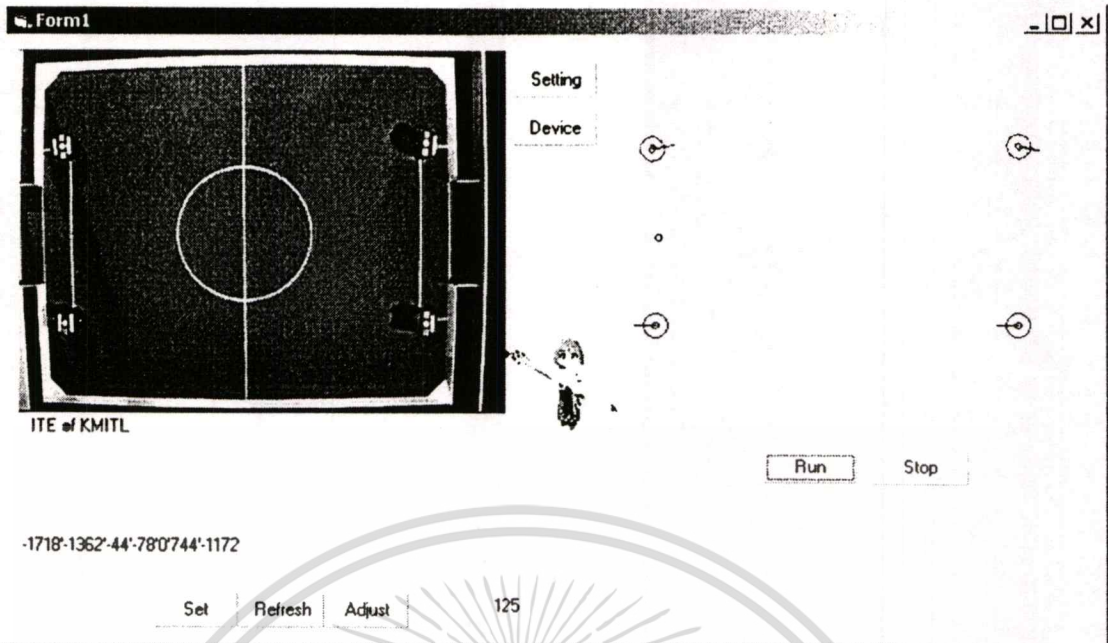 Form1
Setting
Device
ITE of KMITL
Run Stop
-1718'-1362'-44'-78'0'744'-1172
Set Refresh Adjust 125